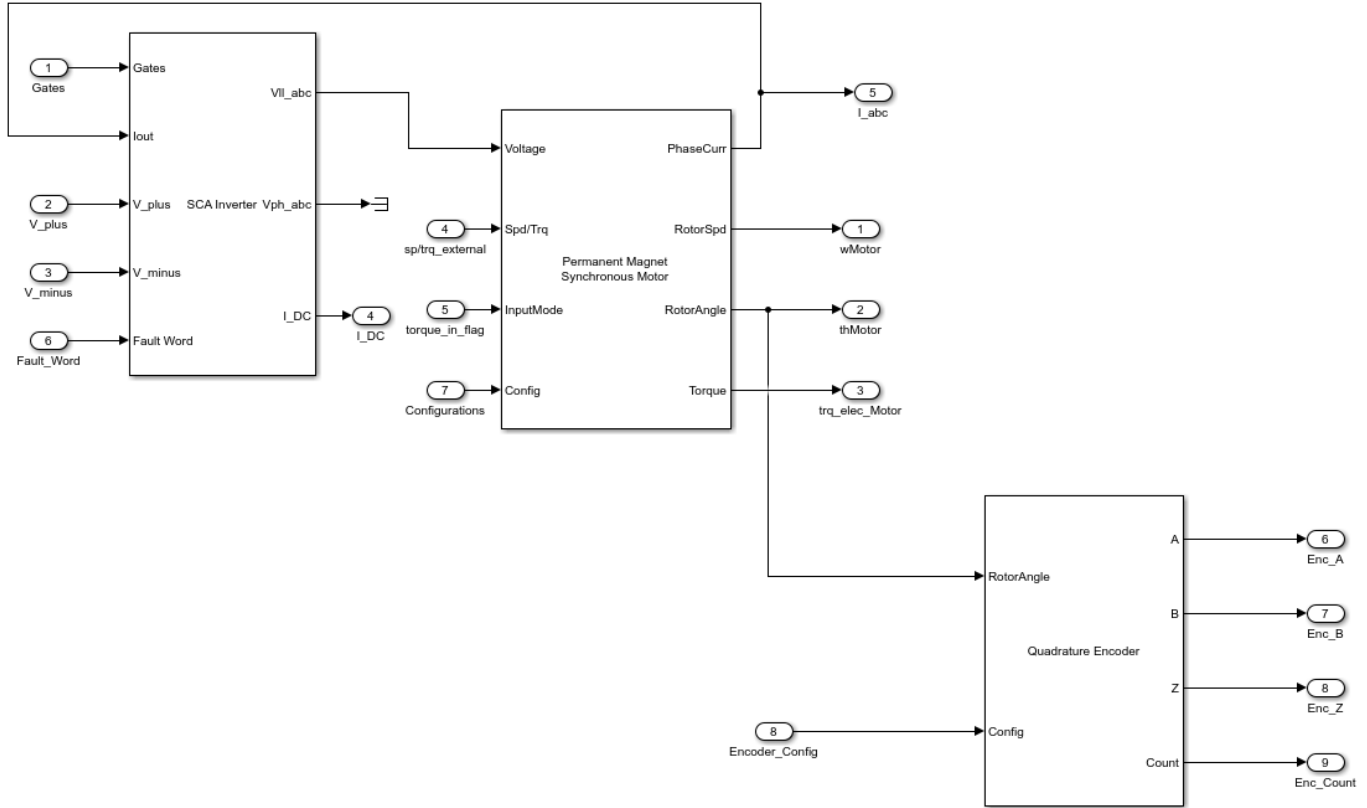 1
Gates
2
V_plus
3
V_minus
6
Fault_Word
Gates
Iout
V_plus
V_minus
Fault Word
SCA Inverter
Vll_abc
Vph_abc
I_DC
4
I_DC
4
sp/trq_external
5
torque_in_flag
7
Configurations
Voltage
Spd/Trq
InputMode
Config
Permanent Magnet
Synchronous Motor
PhaseCurr
RotorSpd
RotorAngle
Torque
5
I_abc
1
wMotor
2
thMotor
3
trq_elec_Motor
8
Encoder_Config
RotorAngle
Config
Quadrature Encoder
A
B
Z
Count
6
Enc_A
7
Enc_B
8
Enc_Z
9
Enc_Count